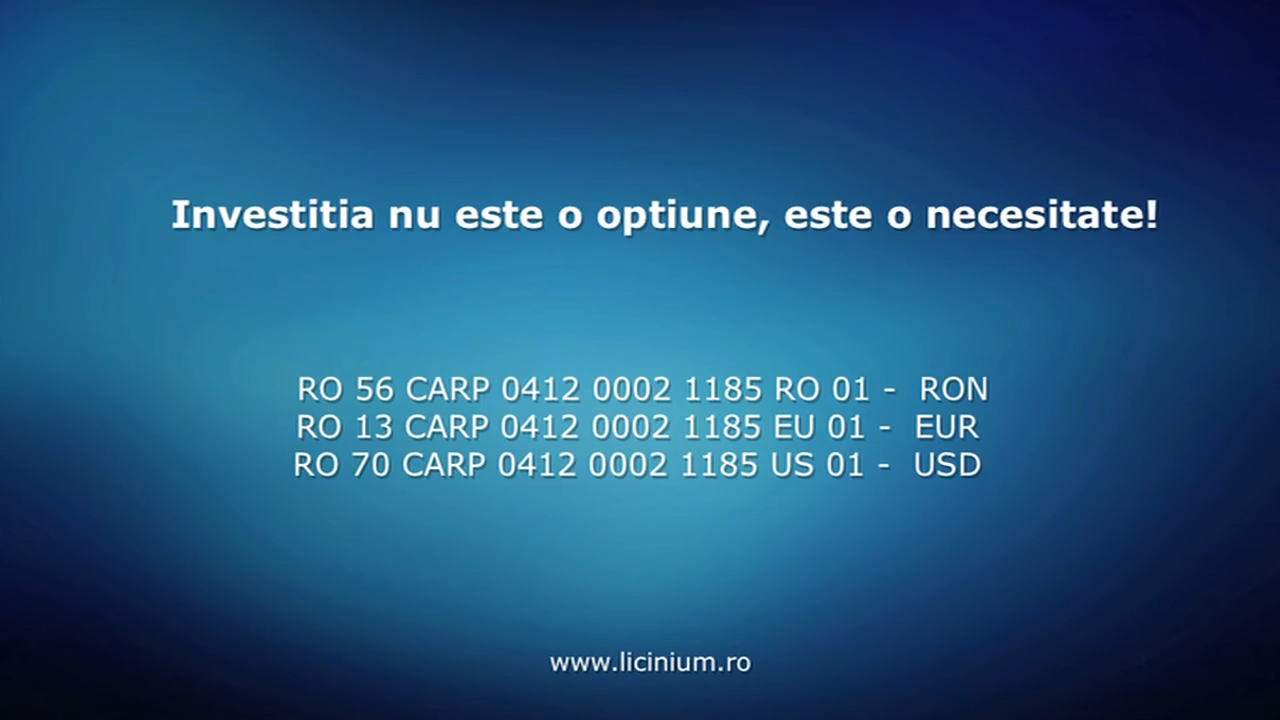 Investitia nu este o optiune, este o necesitate!
RO 56 CARP 0412 0002 1185 RO 01 - RON
RO 13 CARP 0412 0002 1185 EU 01 - EUR
RO 70 CARP 0412 0002 1185 US 01 - USD
www.licinium.ro